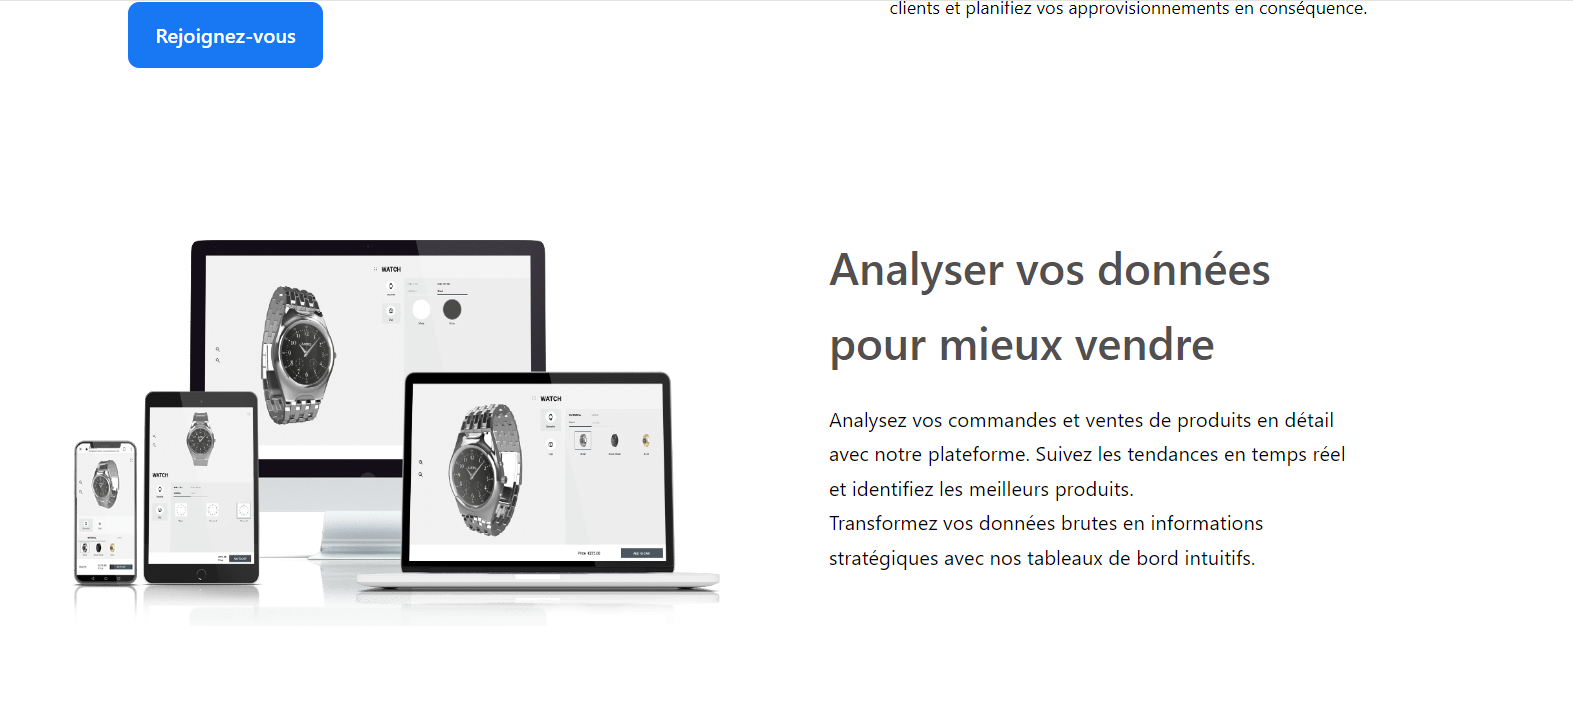 clients et planifiez vos approvisionnements en conséquence.
Rejoignez-vous
Analyser vos données
pour mieux vendre
Analysez vos commandes et ventes de produits en détail
avec notre plateforme. Suivez les tendances en temps réel
et identifiez les meilleurs produits.
Transformez vos données brutes en informations
stratégiques avec nos tableaux de bord intuitifs.
WATCH
WATCH
WATCH